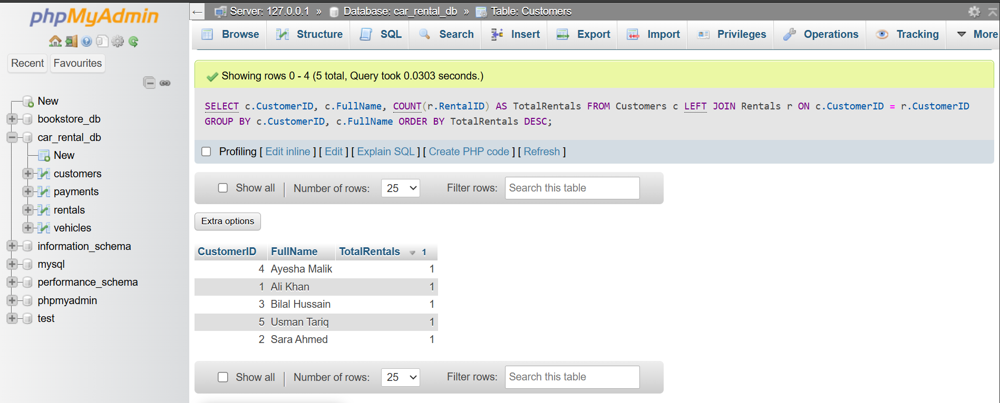 phpMyAdmin
Recent Favourites
New
bookstore_db
car_rental_db
New
customers
payments
rentals
vehicles
information_schema
mysql
performance_schema
phpmyadmin
test
← Server: 127.0.0.1 » Database: car_rental_db » Table: Customers
Browse Structure SQL Search Insert Export Import Privileges Operations Tracking More
Showing rows 0 - 4 (5 total, Query took 0.0303 seconds.)
SELECT c.CustomerID, c.FullName, COUNT(r.RentalID) AS TotalRentals FROM Customers c LEFT JOIN Rentals r ON c.CustomerID = r.CustomerID
GROUP BY c.CustomerID, c.FullName ORDER BY TotalRentals DESC;
Profiling [ Edit inline ] [ Edit ] [ Explain SQL ] [ Create PHP code ] [ Refresh ]
Show all | Number of rows: 25 Filter rows: Search this table
Extra options
CustomerID FullName TotalRentals 1
4 Ayesha Malik 1
1 Ali Khan 1
3 Bilal Hussain 1
5 Usman Tariq 1
2 Sara Ahmed 1
Show all | Number of rows: 25 Filter rows: Search this table